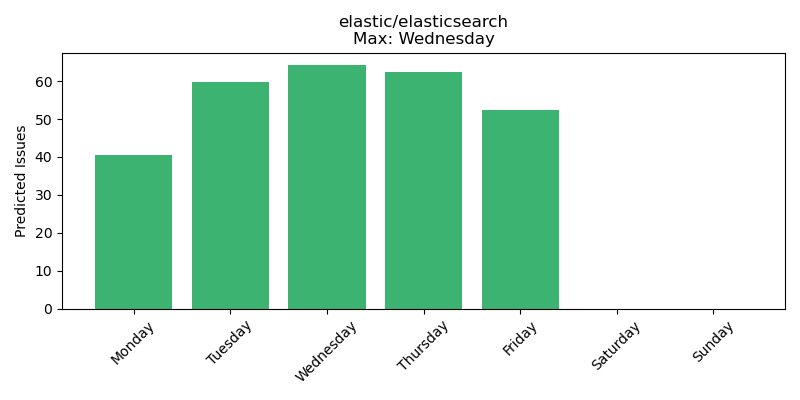 elastic/elasticsearch
Max: Wednesday
Predicted Issues
60
50
40
30
20
10
0
Monday
Tuesday
Wednesday
Thursday
Friday
Saturday
Sunday